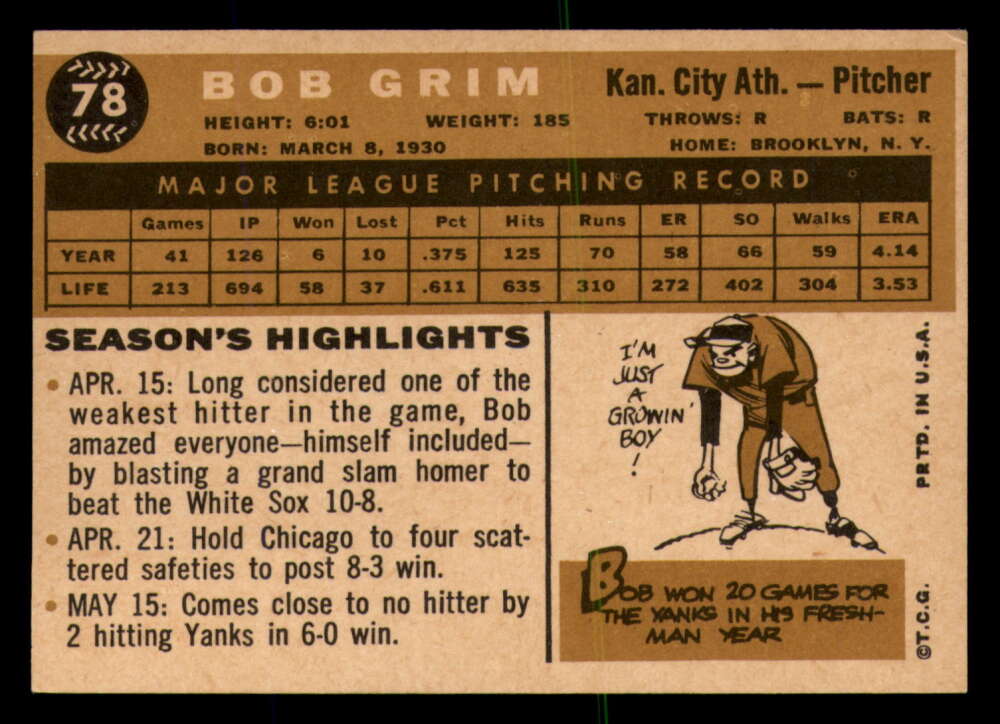 78
BOB GRIM
Kan. City Ath. — Pitcher
HEIGHT: 6:01 WEIGHT: 185 THROWS: R BATS: R
BORN: MARCH 8, 1930 HOME: BROOKLYN, N. Y.
MAJOR LEAGUE PITCHING RECORD
Games IP Won Lost Pct Hits Runs ER SO Walks ERA
YEAR 41 126 6 10 .375 125 70 58 66 59 4.14
LIFE 213 694 58 37 .611 635 310 272 402 304 3.53
SEASON'S HIGHLIGHTS
• APR. 15: Long considered one of the
weakest hitter in the game, Bob
amazed everyone—himself included—
by blasting a grand slam homer to
beat the White Sox 10-8.
• APR. 21: Hold Chicago to four scat-
tered safeties to post 8-3 win.
• MAY 15: Comes close to no hitter by
2 hitting Yanks in 6-0 win.
I'M
JUST
A
GROWIN'
BOY
!
BOB WON 20 GAMES FOR
THE YANKS IN HIS FRESH-
MAN YEAR
©T.C.G. PRT'D. IN U.S.A.